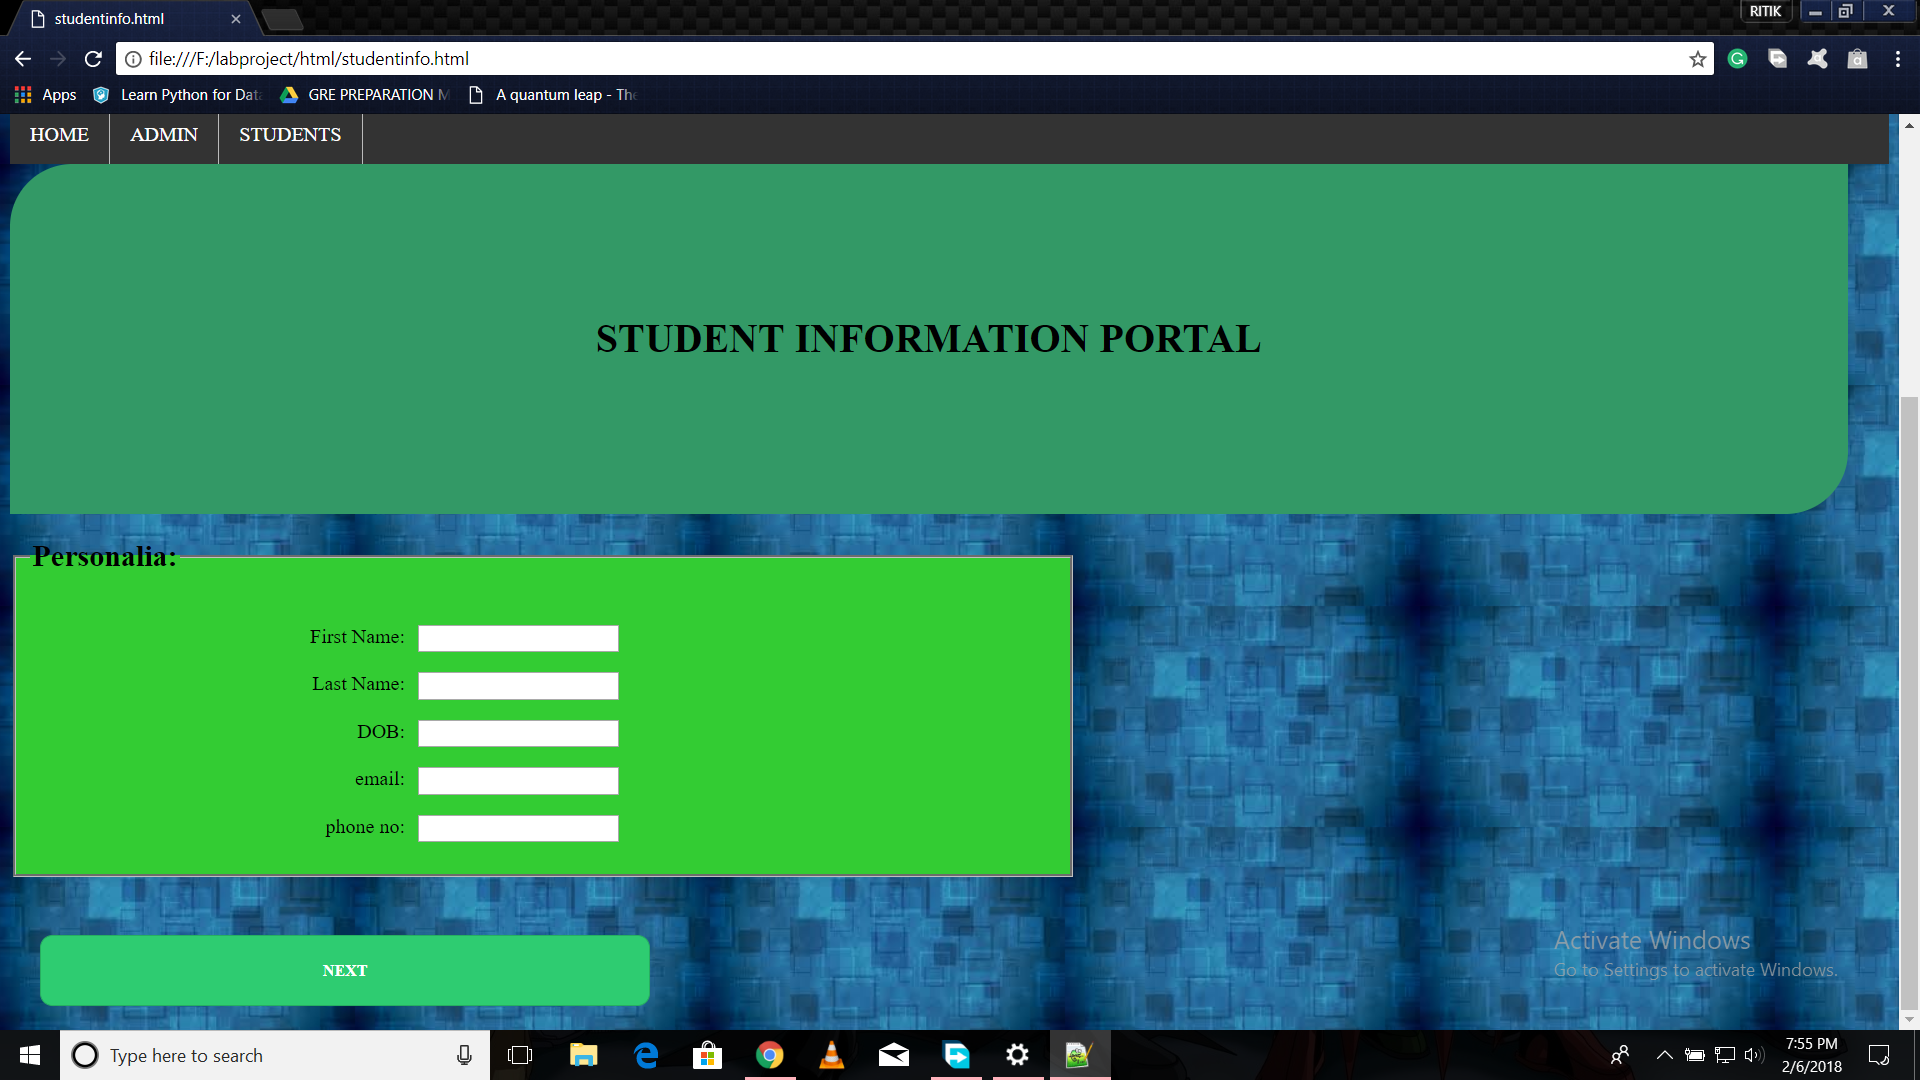 studentinfo.html
RITIK
file:///F:/labproject/html/studentinfo.html
Apps Learn Python for Dat GRE PREPARATION M A quantum leap - The
HOME ADMIN STUDENTS
STUDENT INFORMATION PORTAL
Personalia:
First Name:
Last Name:
DOB:
email:
phone no:
NEXT
Activate Windows
Go to Settings to activate Windows.
Type here to search
7:55 PM
2/6/2018